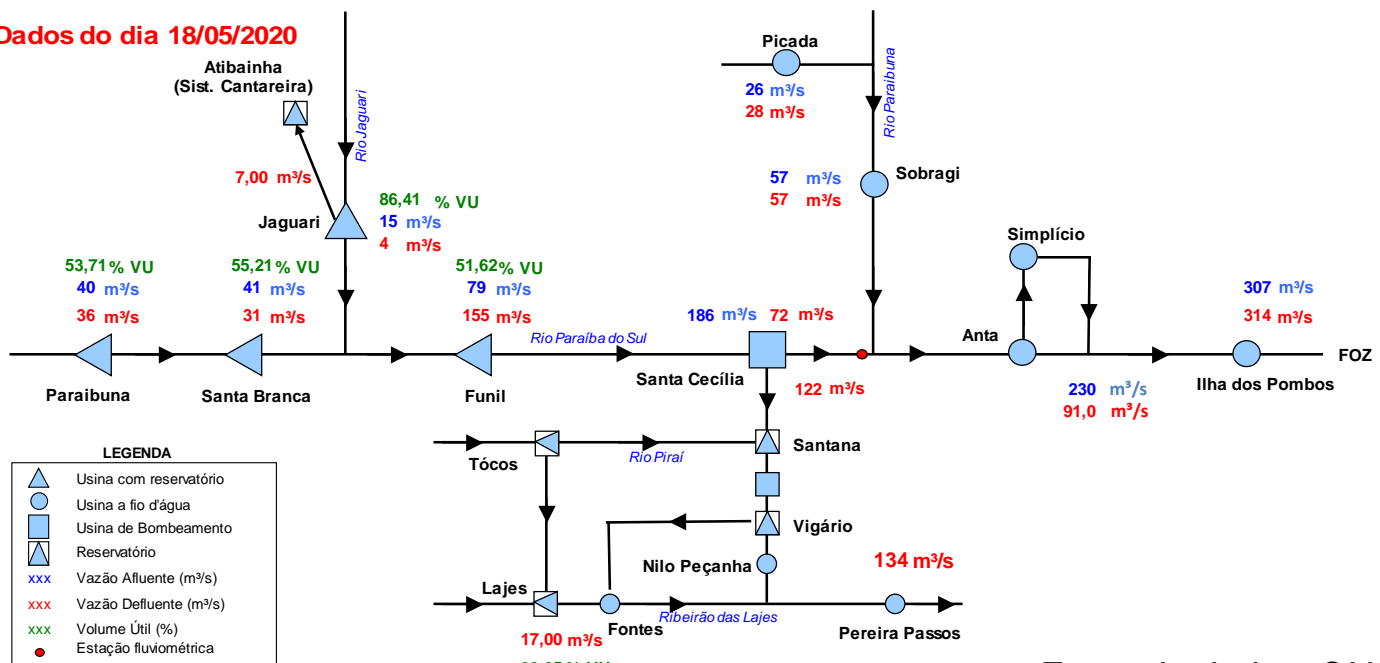 Dados do dia 18/05/2020
Atibainha
(Sist. Cantareira)
Rio Jaguari
7,00 m³/s
Jaguari
86,41 % VU
15 m³/s
4 m³/s
Picada
26 m³/s
28 m³/s
Rio Paraibuna
57 m³/s
57 m³/s
Sobragi
Simplício
53,71 % VU
40 m³/s
36 m³/s
Paraibuna
55,21 % VU
41 m³/s
31 m³/s
Santa Branca
51,62 % VU
79 m³/s
155 m³/s
Funil
Rio Paraíba do Sul
186 m³/s 72 m³/s
Santa Cecília
122 m³/s
Anta
230 m³/s
91,0 m³/s
307 m³/s
314 m³/s
Ilha dos Pombos
FOZ
Tócos
Rio Piraí
Santana
Vigário
Nilo Peçanha
134 m³/s
Lajes
17,00 m³/s
Fontes
Ribeirão das Lajes
Pereira Passos
LEGENDA
Usina com reservatório
Usina a fio d'água
Usina de Bombeamento
Reservatório
xxx Vazão Afluente (m³/s)
xxx Vazão Defluente (m³/s)
xxx Volume Útil (%)
Estação fluviométrica